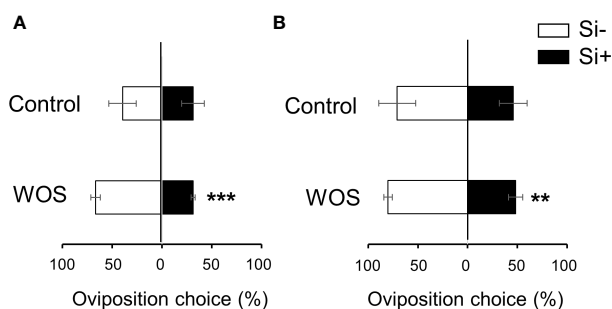 A
B
Si-
Si+
Control
WOS
***
100 50 0 50 100
Oviposition choice (%)
Control
WOS
**
100 50 0 50 100
Oviposition choice (%)